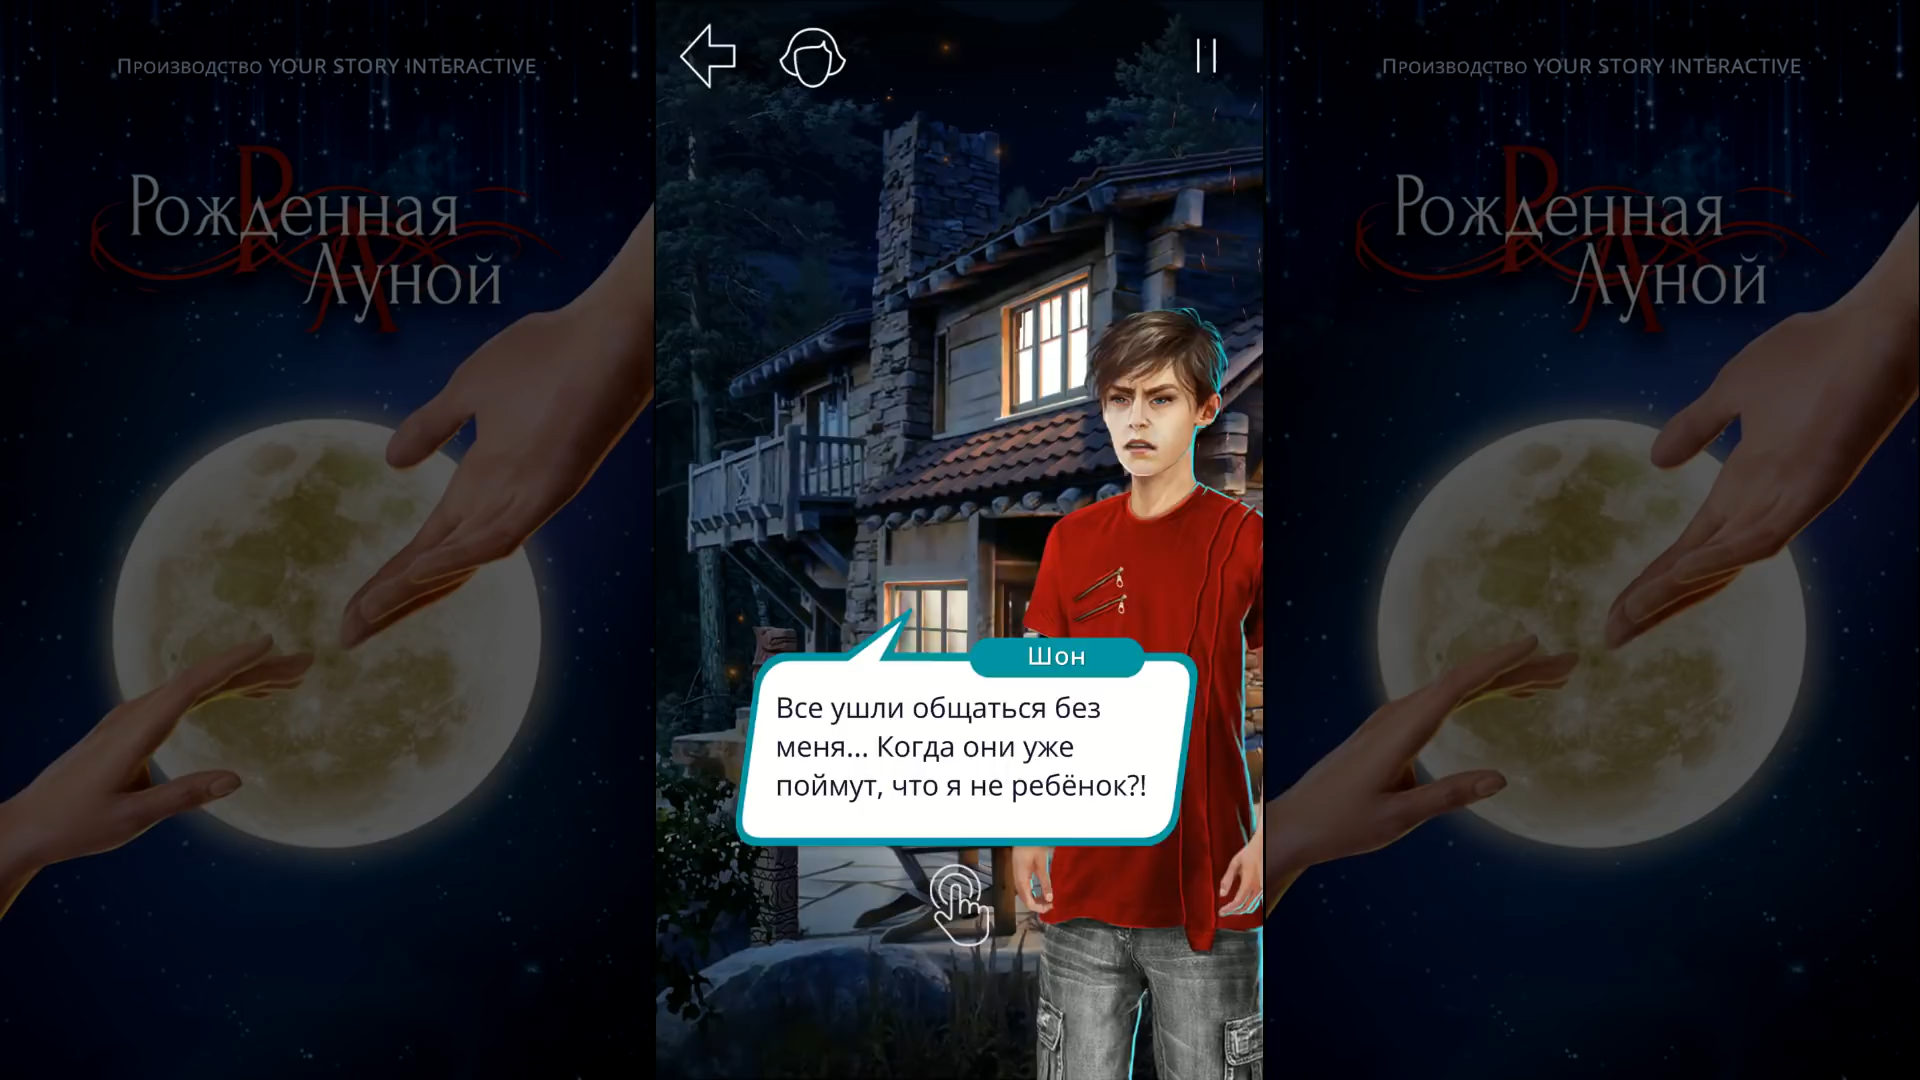 Производство YOUR STORY INTERACTIVE
Рожденная
Луной
Шон
Все ушли общаться без
меня... Когда они уже
поймут, что я не ребёнок?!
Производство YOUR STORY INTERACTIVE
Рожденная
Луной